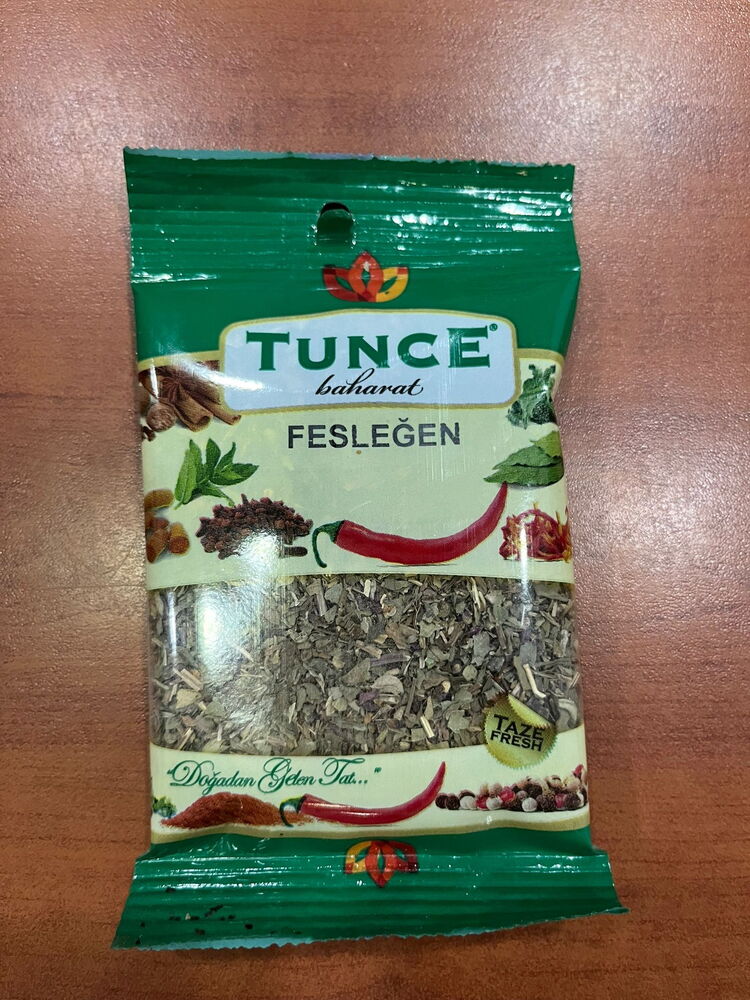 TUNCE®
baharat
FESLEĞEN
TAZE
FRESH
"Doğadan Gelen Tat..."